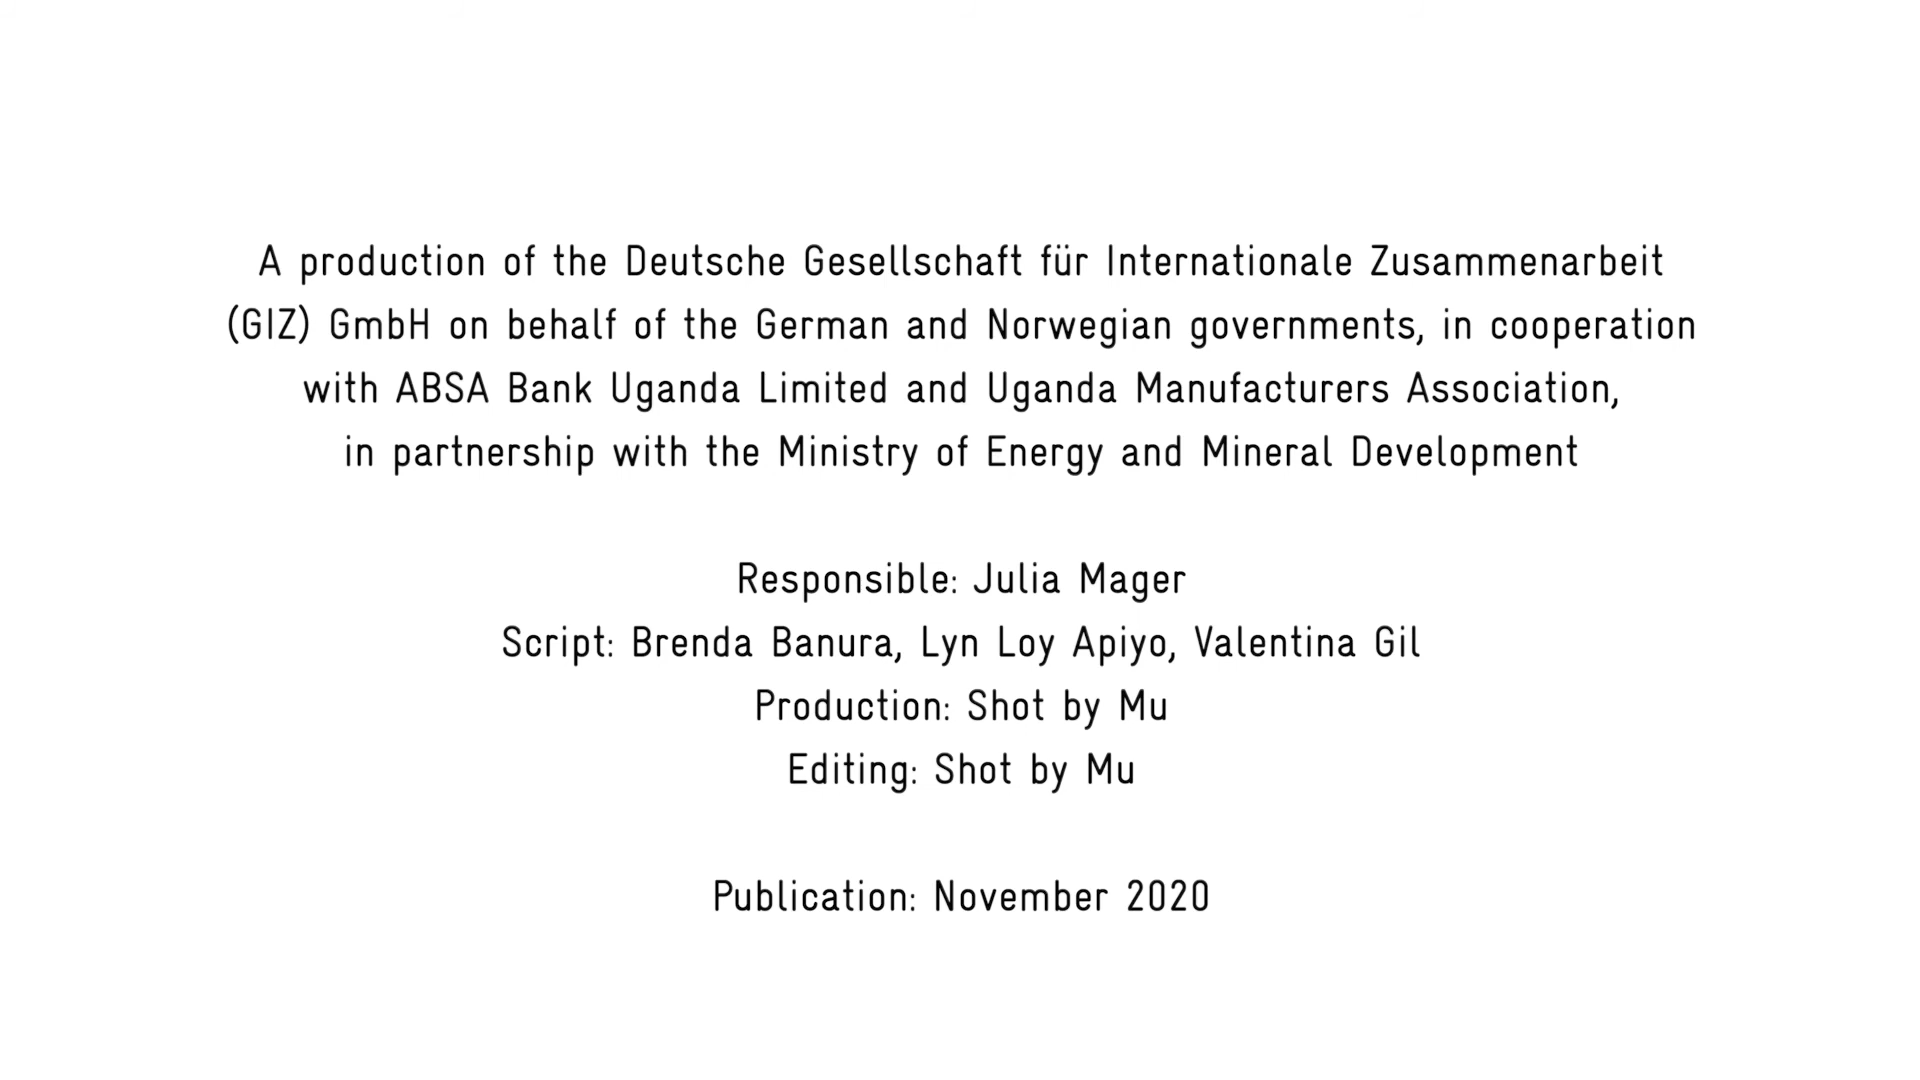 A production of the Deutsche Gesellschaft für Internationale Zusammenarbeit
(GIZ) GmbH on behalf of the German and Norwegian governments, in cooperation
with ABSA Bank Uganda Limited and Uganda Manufacturers Association,
in partnership with the Ministry of Energy and Mineral Development
Responsible: Julia Mager
Script: Brenda Banura, Lyn Loy Apiyo, Valentina Gil
Production: Shot by Mu
Editing: Shot by Mu
Publication: November 2020